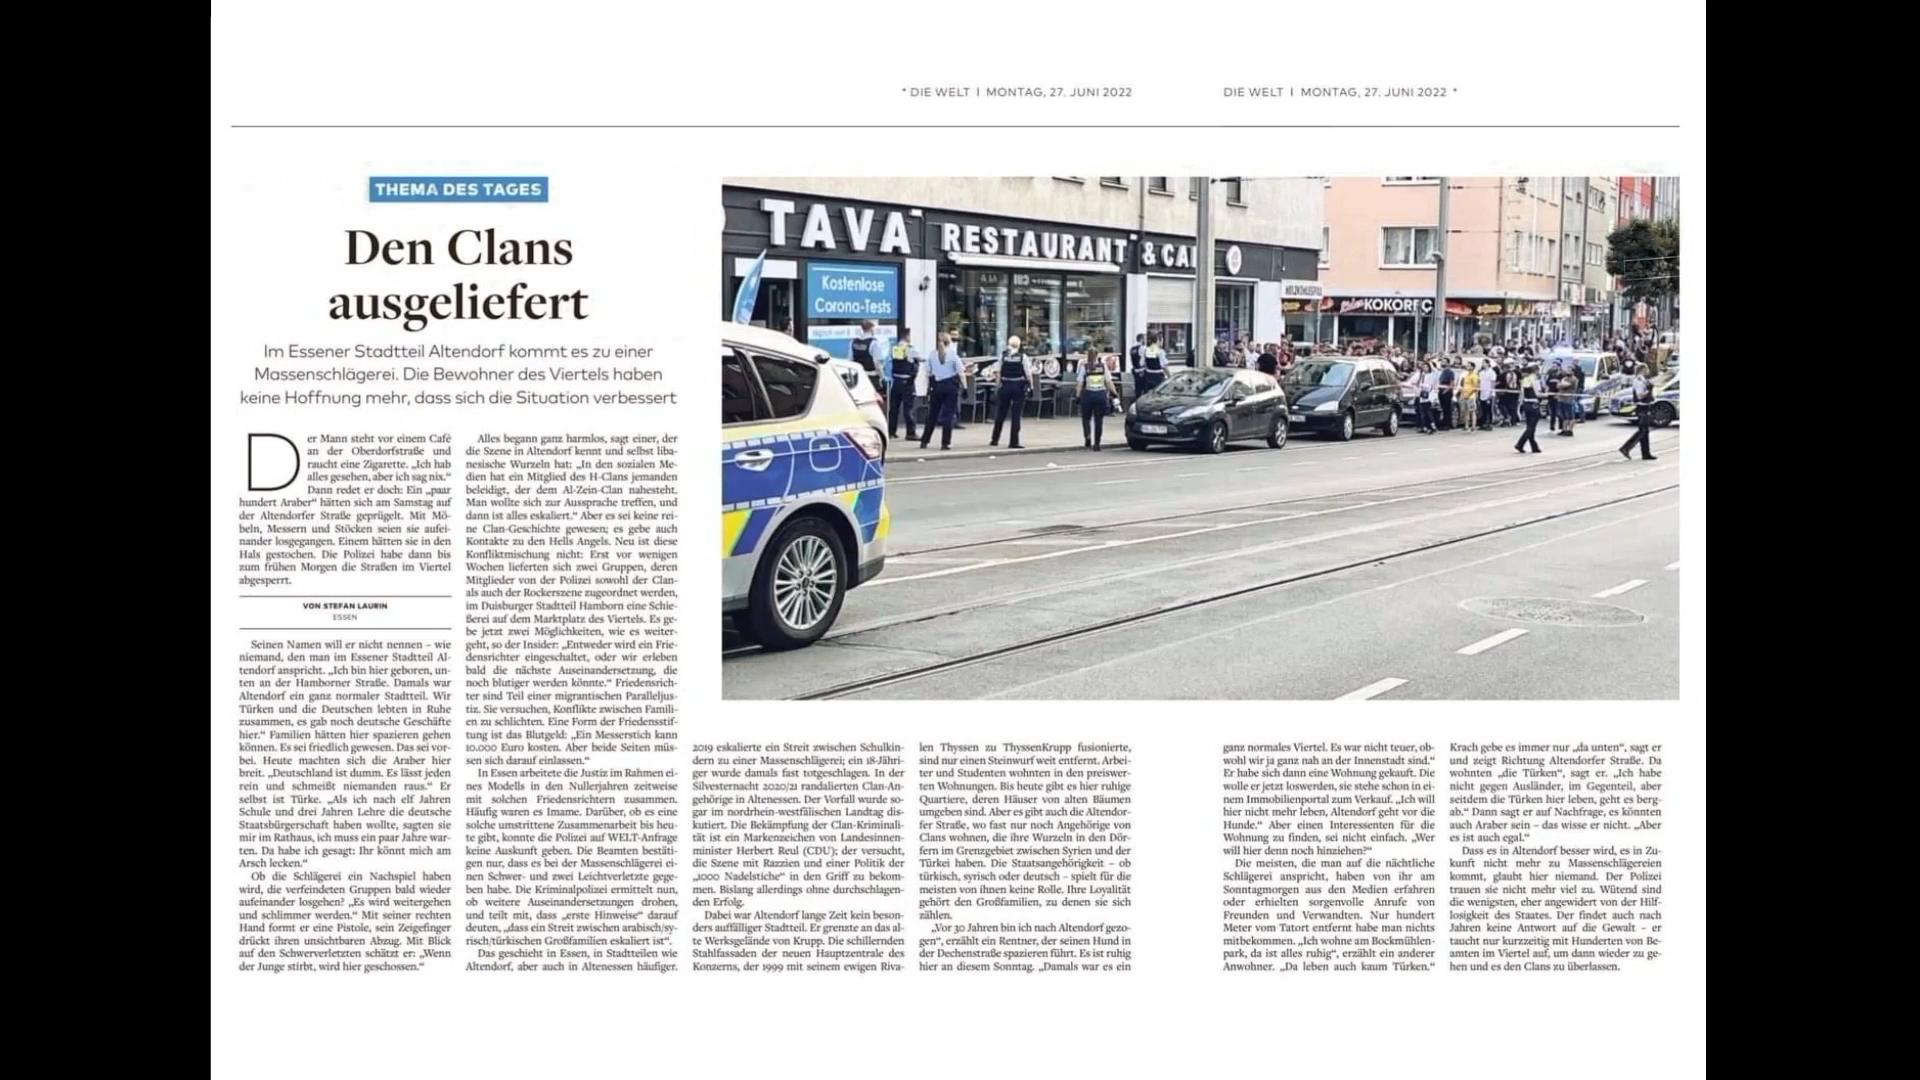 * DIE WELT | MONTAG, 27. JUNI 2022
DIE WELT | MONTAG, 27. JUNI 2022 *
THEMA DES TAGES
Den Clans
ausgeliefert
Im Essener Stadtteil Altendorf kommt es zu einer
Massenschlägerei. Die Bewohner des Viertels haben
keine Hoffnung mehr, dass sich die Situation verbessert
Der Mann steht vor einem Café
an der Oberdorfstraße und
raucht eine Zigarette. „Ich hab
alles gesehen, aber ich sag nix.“
Dann redet er doch: Ein „paar
hundert Araber“ hätten sich am Samstag auf
der Altendorfer Straße geprügelt. Mit Mö-
beln, Messern und Stöcken seien sie aufei-
nander losgegangen. Einem hätten sie in den
Hals gestochen. Die Polizei habe dann bis
zum frühen Morgen die Straßen im Viertel
abgesperrt.
VON STEFAN LAURIN
ESSEN
Seinen Namen will er nicht nennen – wie
niemand, den man im Essener Stadtteil Al-
tendorf anspricht. „Ich bin hier geboren, un-
ten an der Hamborner Straße. Damals war
Altendorf ein ganz normaler Stadtteil. Wir
Türken und die Deutschen lebten in Ruhe
zusammen, es gab noch deutsche Geschäfte
hier.“ Familien hätten hier spazieren gehen
können. Es sei friedlich gewesen. Das sei vor-
bei. Heute machten sich die Araber hier
breit. „Deutschland ist dumm. Es lässt jeden
rein und schmeißt niemanden raus.“ Er
selbst ist Türke. „Als ich nach elf Jahren
Schule und drei Jahren Lehre die deutsche
Staatsbürgerschaft haben wollte, sagten sie
mir im Rathaus, ich muss ein paar Jahre war-
ten. Da habe ich gesagt: Ihr könnt mich am
Arsch lecken.“
Ob die Schlägerei ein Nachspiel haben
wird, die verfeindeten Gruppen bald wieder
aufeinander losgehen? „Es wird weitergehen
und schlimmer werden.“ Mit seiner rechten
Hand formt er eine Pistole, sein Zeigefinger
drückt ihren unsichtbaren Abzug. Mit Blick
auf den Schwerverletzten schätzt er: „Wenn
der Junge stirbt, wird hier geschossen.“
Alles begann ganz harmlos, sagt einer, der
die Szene in Altendorf kennt und selbst liba-
nesische Wurzeln hat: „In den sozialen Me-
dien hat ein Mitglied des H-Clans jemanden
beleidigt, der dem Al-Zein-Clan nahesteht.
Man wollte sich zur Aussprache treffen, und
dann ist alles eskaliert.“ Aber es sei keine rei-
ne Clan-Geschichte gewesen; es gebe auch
Kontakte zu den Hells Angels. Neu ist diese
Konfliktmischung nicht: Erst vor wenigen
Wochen lieferten sich zwei Gruppen, deren
Mitglieder von der Polizei sowohl der Clan-
als auch der Rockerszene zugeordnet werden,
im Duisburger Stadtteil Hamborn eine Schie-
ßerei auf dem Marktplatz des Viertels. Es ge-
be jetzt zwei Möglichkeiten, wie es weiter-
geht, so der Insider: „Entweder wird ein Frie-
densrichter eingeschaltet, oder wir erleben
bald die nächste Auseinandersetzung, die
noch blutiger werden könnte.“ Friedensrich-
ter sind Teil einer migrantischen Paralleljus-
tiz. Sie versuchen, Konflikte zwischen Famili-
en zu schlichten. Eine Form der Friedensstif-
tung ist das Blutgeld: „Ein Messerstich kann
10.000 Euro kosten. Aber beide Seiten müs-
sen sich darauf einlassen.“
In Essen arbeitete die Justiz im Rahmen ei-
nes Modells in den Nullerjahren zeitweise
mit solchen Friedensrichtern zusammen.
Häufig waren es Imame. Darüber, ob es eine
solche umstrittene Zusammenarbeit bis heu-
te gibt, konnte die Polizei auf WELT-Anfrage
keine Auskunft geben. Die Beamten bestäti-
gen nur, dass es bei der Massenschlägerei ei-
nen Schwer- und zwei Leichtverletzte gege-
ben habe. Die Kriminalpolizei ermittelt nun,
ob weitere Auseinandersetzungen drohen,
und teilt mit, dass „erste Hinweise“ darauf
deuten, „dass ein Streit zwischen arabisch/sy-
risch/türkischen Großfamilien eskaliert ist“.
Das geschieht in Essen, in Stadtteilen wie
Altendorf, aber auch in Altenessen häufiger.
TAVA
RESTAURANT & CA
Kostenlose
Corona-Tests
KOKOREÇ
2019 eskalierte ein Streit zwischen Schulkin-
dern zu einer Massenschlägerei; ein 18-Jähri-
ger wurde damals fast totgeschlagen. In der
Silvesternacht 2020/21 randalierten Clan-An-
gehörige in Altenessen. Der Vorfall wurde so-
gar im nordrhein-westfälischen Landtag dis-
kutiert. Die Bekämpfung der Clan-Kriminali-
tät ist ein Markenzeichen von Landesinnen-
minister Herbert Reul (CDU); der versucht,
die Szene mit Razzien und einer Politik der
„1000 Nadelstiche“ in den Griff zu bekom-
men. Bislang allerdings ohne durchschlagen-
den Erfolg.
Dabei war Altendorf lange Zeit kein beson-
ders auffälliger Stadtteil. Er grenzte an das al-
te Werksgelände von Krupp. Die schillernden
Stahlfassaden der neuen Hauptzentrale des
Konzerns, der 1999 mit seinem ewigen Riva-
len Thyssen zu ThyssenKrupp fusionierte,
sind nur einen Steinwurf weit entfernt. Arbei-
ter und Studenten wohnten in den preiswer-
ten Wohnungen. Bis heute gibt es hier ruhige
Quartiere, deren Häuser von alten Bäumen
umgeben sind. Aber es gibt auch die Altendor-
fer Straße, wo fast nur noch Angehörige von
Clans wohnen, die ihre Wurzeln in den Dör-
fern im Grenzgebiet zwischen Syrien und der
Türkei haben. Die Staatsangehörigkeit – ob
türkisch, syrisch oder deutsch – spielt für die
meisten von ihnen keine Rolle. Ihre Loyalität
gehört den Großfamilien, zu denen sie sich
zählen.
„Vor 30 Jahren bin ich nach Altendorf gezo-
gen“, erzählt ein Rentner, der seinen Hund in
der Dechenstraße spazieren führt. Es ist ruhig
hier an diesem Sonntag. „Damals war es ein
ganz normales Viertel. Es war nicht teuer, ob-
wohl wir ja ganz nah an der Innenstadt sind.“
Er habe sich dann eine Wohnung gekauft. Die
wolle er jetzt loswerden, sie stehe schon in ei-
nem Immobilienportal zum Verkauf. „Ich will
hier nicht mehr leben, Altendorf geht vor die
Hunde.“ Aber einen Interessenten für die
Wohnung zu finden, sei nicht einfach. „Wer
will hier denn noch hinziehen?“
Die meisten, die man auf die nächtliche
Schlägerei anspricht, haben von ihr am
Sonntagmorgen aus den Medien erfahren
oder erhielten sorgenvolle Anrufe von
Freunden und Verwandten. Nur hundert
Meter vom Tatort entfernt habe man nichts
mitbekommen. „Ich wohne am Bockmühlen-
park, da ist alles ruhig“, erzählt ein anderer
Anwohner. „Da leben auch kaum Türken.“
Krach gebe es immer nur „da unten“, sagt er
und zeigt Richtung Altendorfer Straße. Da
wohnten „die Türken“, sagt er. „Ich habe
nicht gegen Ausländer, im Gegenteil, aber
seitdem die Türken hier leben, geht es berg-
ab.“ Dann sagt er auf Nachfrage, es könnten
auch Araber sein – das wisse er nicht. „Aber
es ist auch egal.“
Dass es in Altendorf besser wird, es in Zu-
kunft nicht mehr zu Massenschlägereien
kommt, glaubt hier niemand. Der Polizei
trauen sie nicht mehr viel zu. Wütend sind
die wenigsten, eher angewidert von der Hilf-
losigkeit des Staates. Der findet auch nach
Jahren keine Antwort auf die Gewalt – er
taucht nur kurzzeitig mit Hunderten von Be-
amten im Viertel auf, um dann wieder zu ge-
hen und es den Clans zu überlassen.